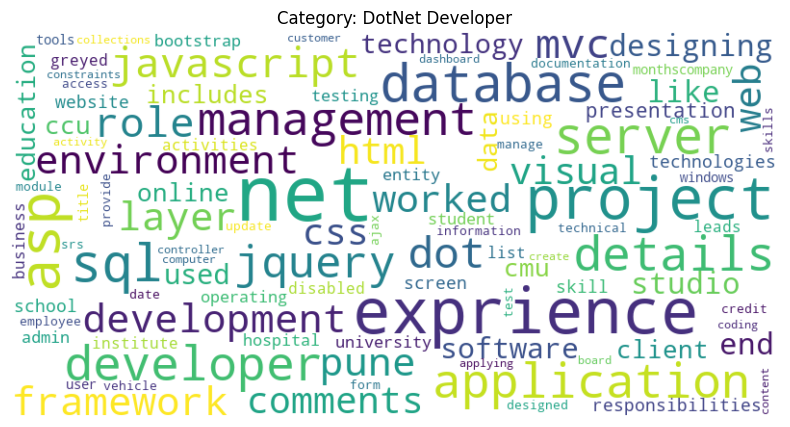 Category: DotNet Developer
tools
collections
bootstrap
customer
technology
mvc
designing
greyed
javascript
dashboard
documentation
constraints
access
database
monthscompany
education
website
includes
testing
like
web
ccu
role
management
data
using
presentation
cms
server
skills
activity
activities
html
manage
environment
entity
visual
technologies
windows
module
title
provide
online
worked
net
project
asp
layer
update
css
student
ajax
information
technical
leads
business
srs
sql
controller
computer
used
jquery
dot
list
cmu
create
details
screen
skill
studio
school
date
operating
disabled
exprience
test
credit
employee
development
coding
admin
institute
hospital
university
software
client
end
developer
pune
applying
board
user
vehicle
form
application
content
framework
comments
designed
responsibilities